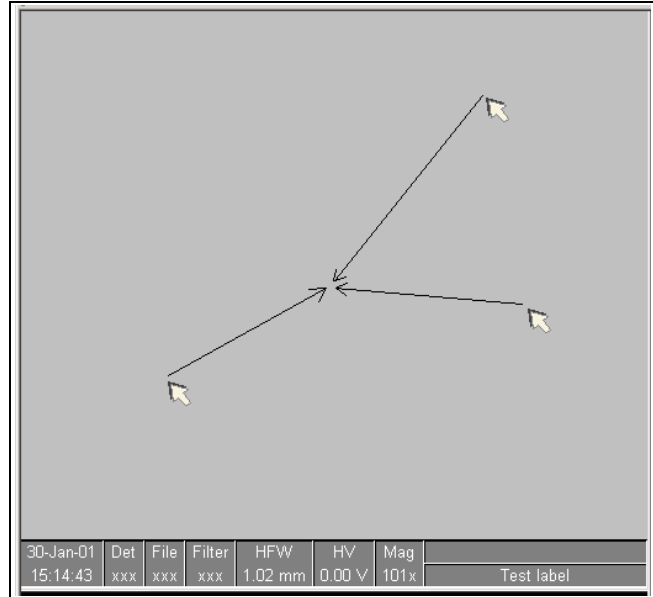 30-Jan-01 Det File Filter HFW HV Mag
15:14:43 xxx xxx xxx 1.02 mm 0.00 V 101x Test label